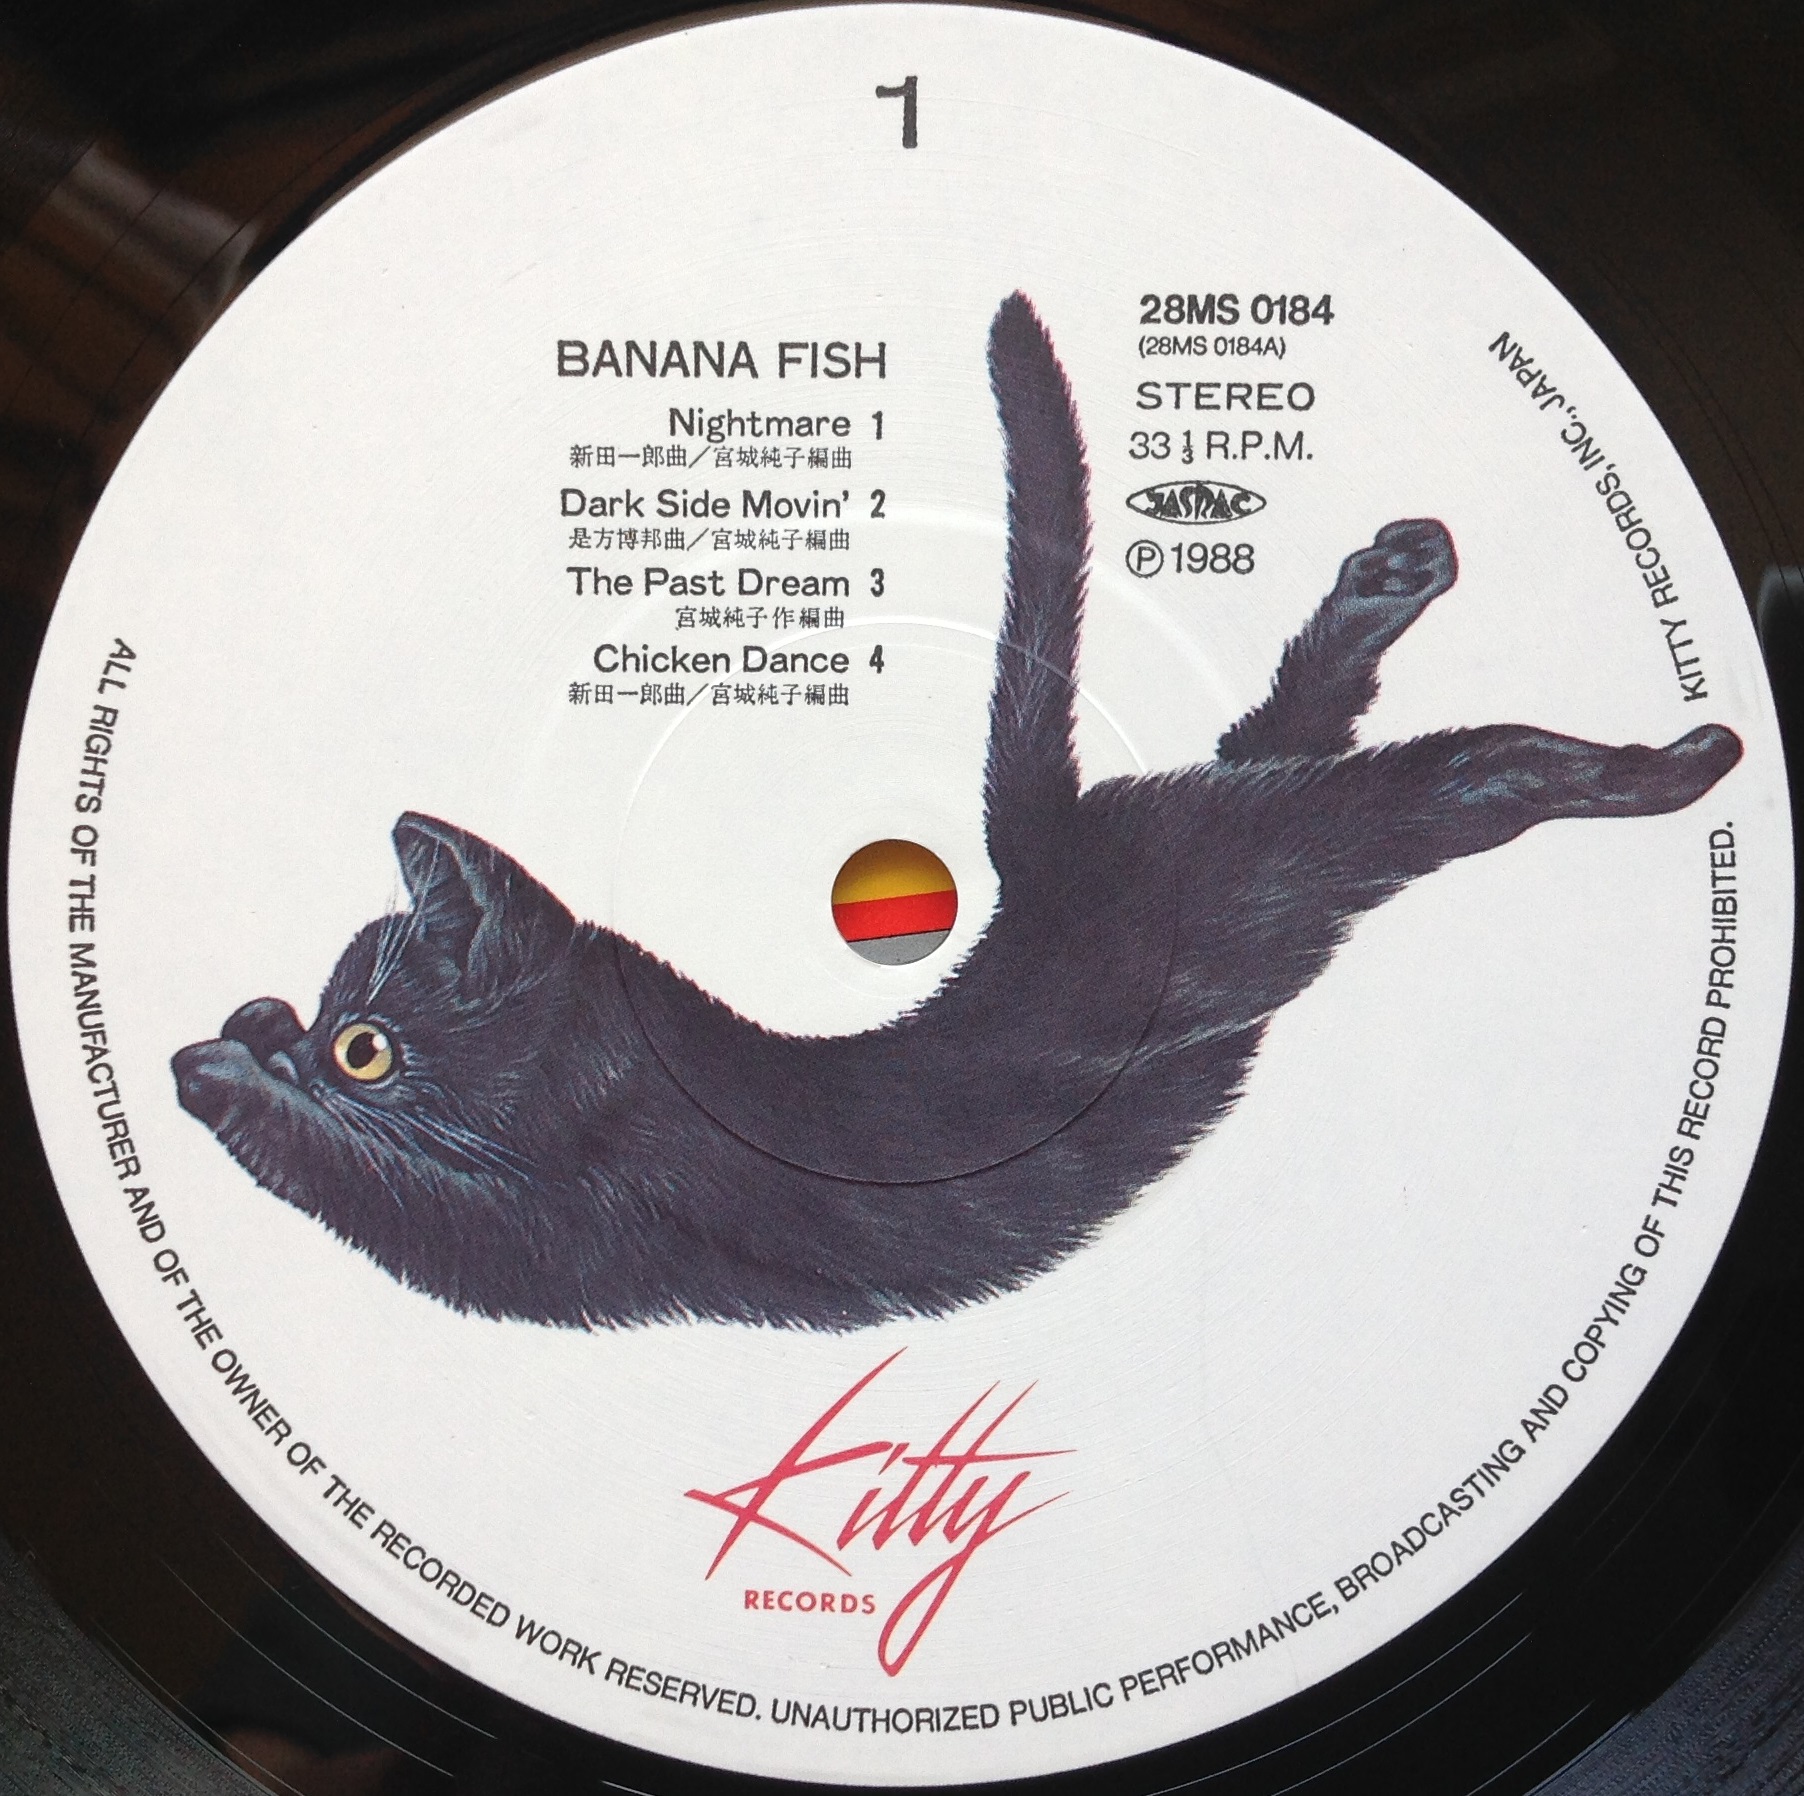 1
BANANA FISH
Nightmare 1
新田一郎曲／宮城純子編曲
Dark Side Movin' 2
是方博邦曲／宮城純子編曲
The Past Dream 3
宮城純子作編曲
Chicken Dance 4
新田一郎曲／宮城純子編曲
28MS 0184
(28MS 0184A)
STEREO
33 1/3 R.P.M.
JASRAC
Ⓟ1988
Kitty
RECORDS
ALL RIGHTS OF THE MANUFACTURER AND OF THE OWNER OF THE RECORDED WORK RESERVED. UNAUTHORIZED PUBLIC PERFORMANCE, BROADCASTING AND COPYING OF THIS RECORD PROHIBITED.
KITTY RECORDS, INC., JAPAN